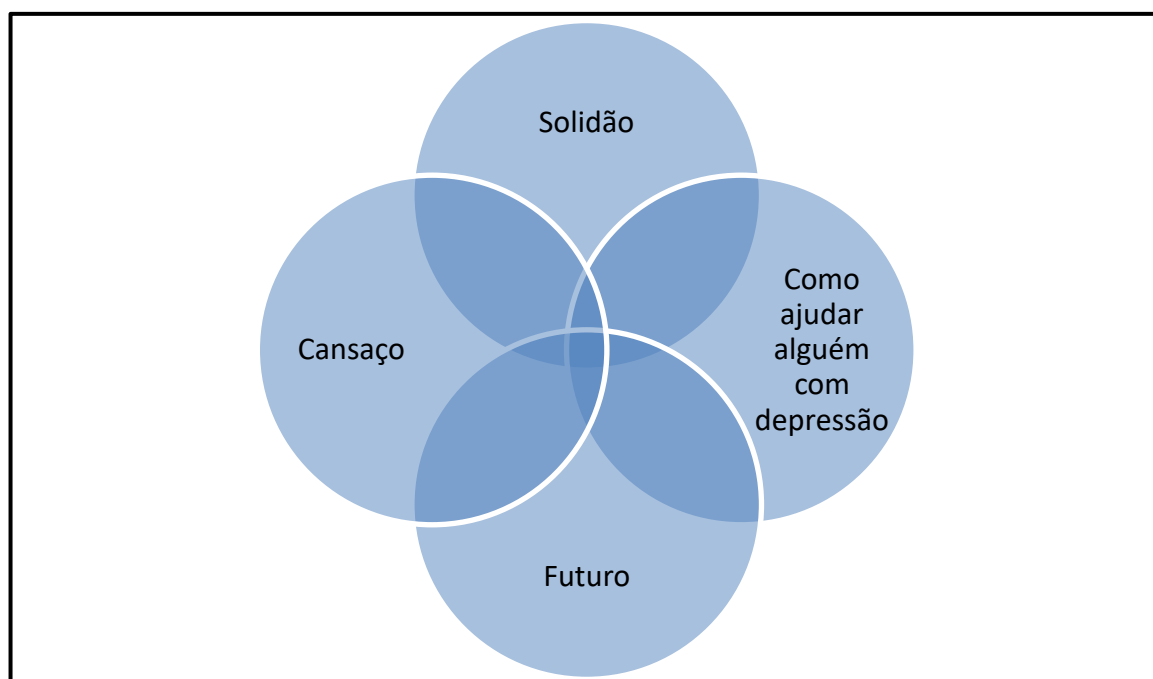 Solidão
Como
ajudar
alguém
com
depressão
Cansaço
Futuro